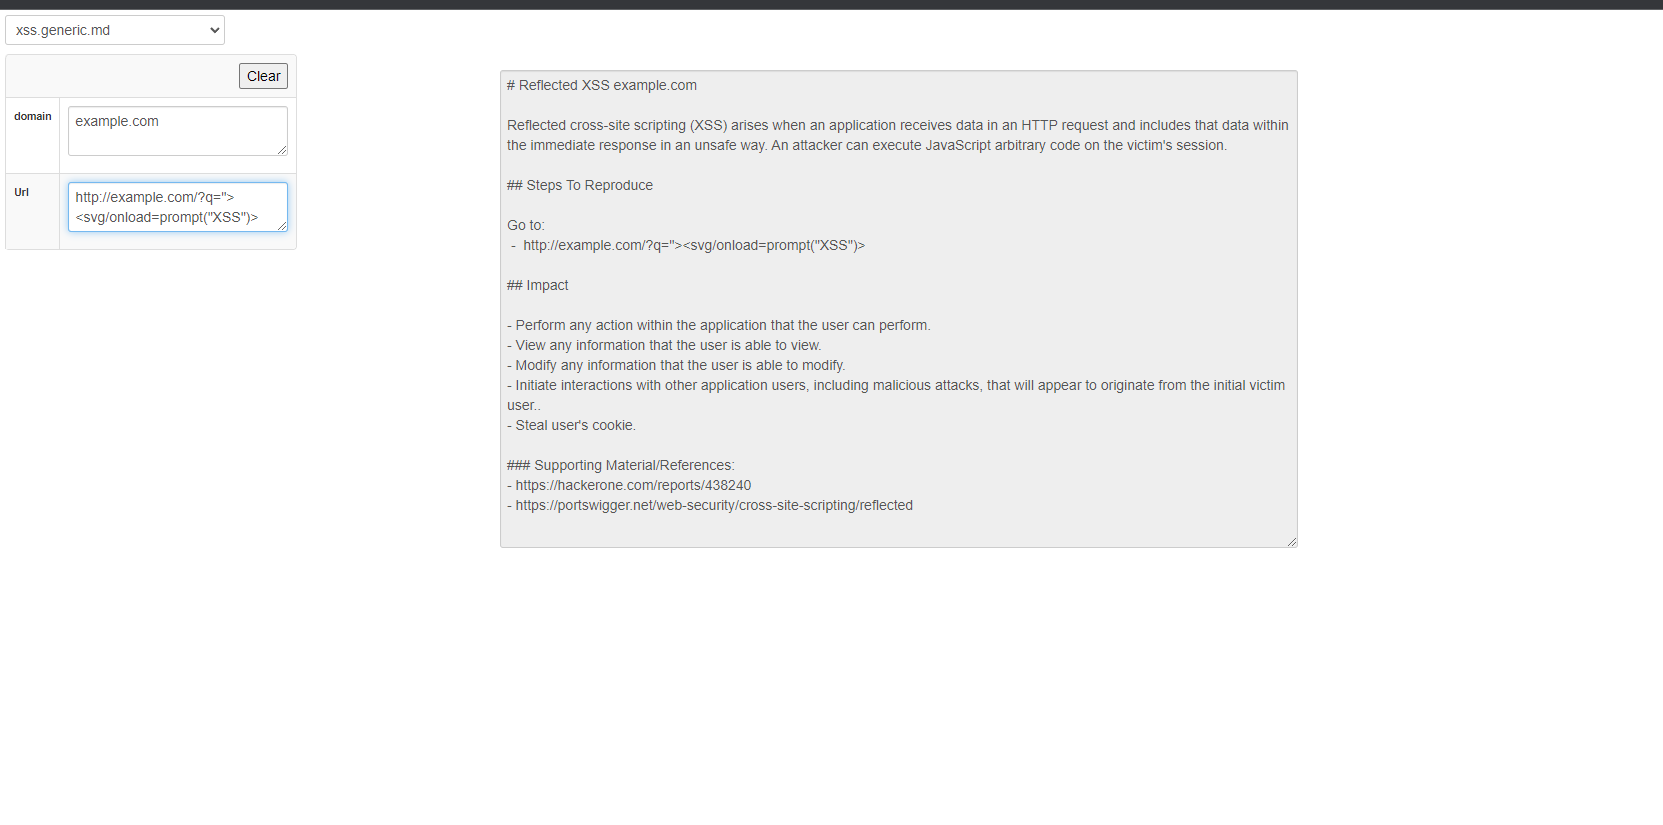 xss.generic.md
Clear
domain
example.com
Url
http://example.com/?q=">
<svg/onload=prompt("XSS")>
# Reflected XSS example.com
Reflected cross-site scripting (XSS) arises when an application receives data in an HTTP request and includes that data within
the immediate response in an unsafe way. An attacker can execute JavaScript arbitrary code on the victim's session.
## Steps To Reproduce
Go to:
- http://example.com/?q="><svg/onload=prompt("XSS")>
## Impact
- Perform any action within the application that the user can perform.
- View any information that the user is able to view.
- Modify any information that the user is able to modify.
- Initiate interactions with other application users, including malicious attacks, that will appear to originate from the initial victim
user..
- Steal user's cookie.
### Supporting Material/References:
- https://hackerone.com/reports/438240
- https://portswigger.net/web-security/cross-site-scripting/reflected